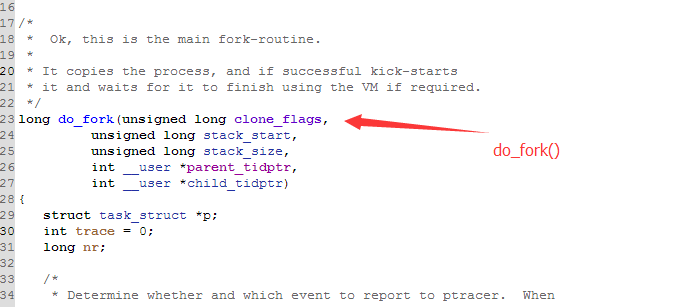 16
17 /*
18  *  Ok, this is the main fork-routine.
19  *
20  * It copies the process, and if successful kick-starts
21  * it and waits for it to finish using the VM if required.
22  */
23 long do_fork(unsigned long clone_flags,
24         unsigned long stack_start,
25         unsigned long stack_size,
26         int __user *parent_tidptr,
27         int __user *child_tidptr)
do_fork()
28 {
29   struct task_struct *p;
30   int trace = 0;
31   long nr;
32
33   /*
34    * Determine whether and which event to report to ptracer.  When